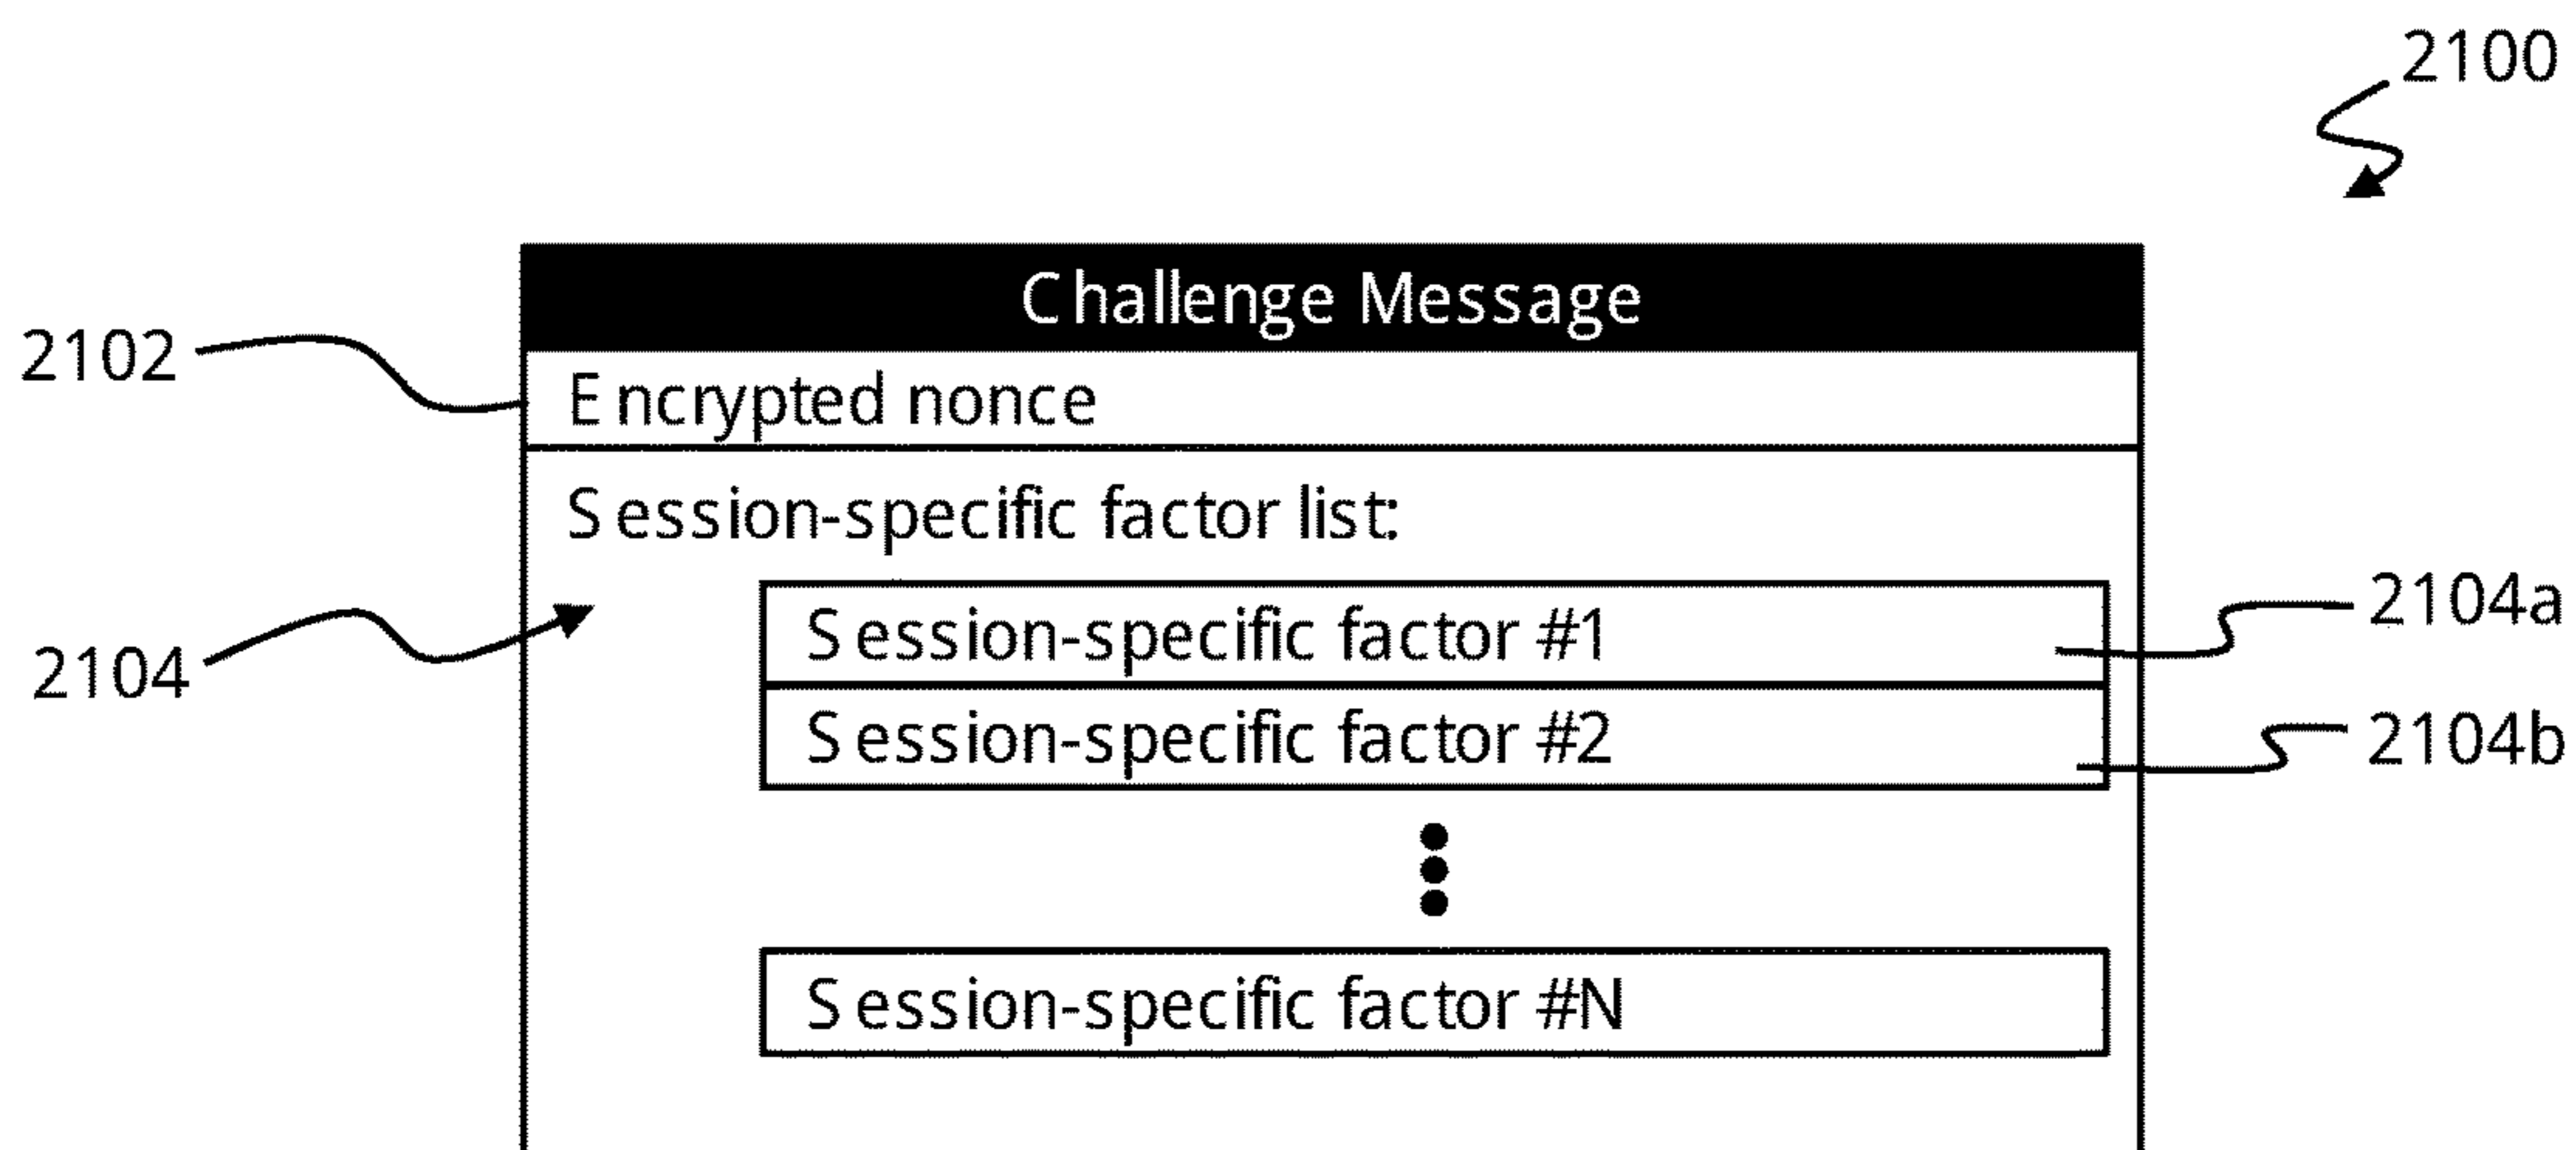 2100
Challenge Message
2102
Encrypted nonce
Session-specific factor list:
2104
Session-specific factor #1
2104a
Session-specific factor #2
2104b
Session-specific factor #N